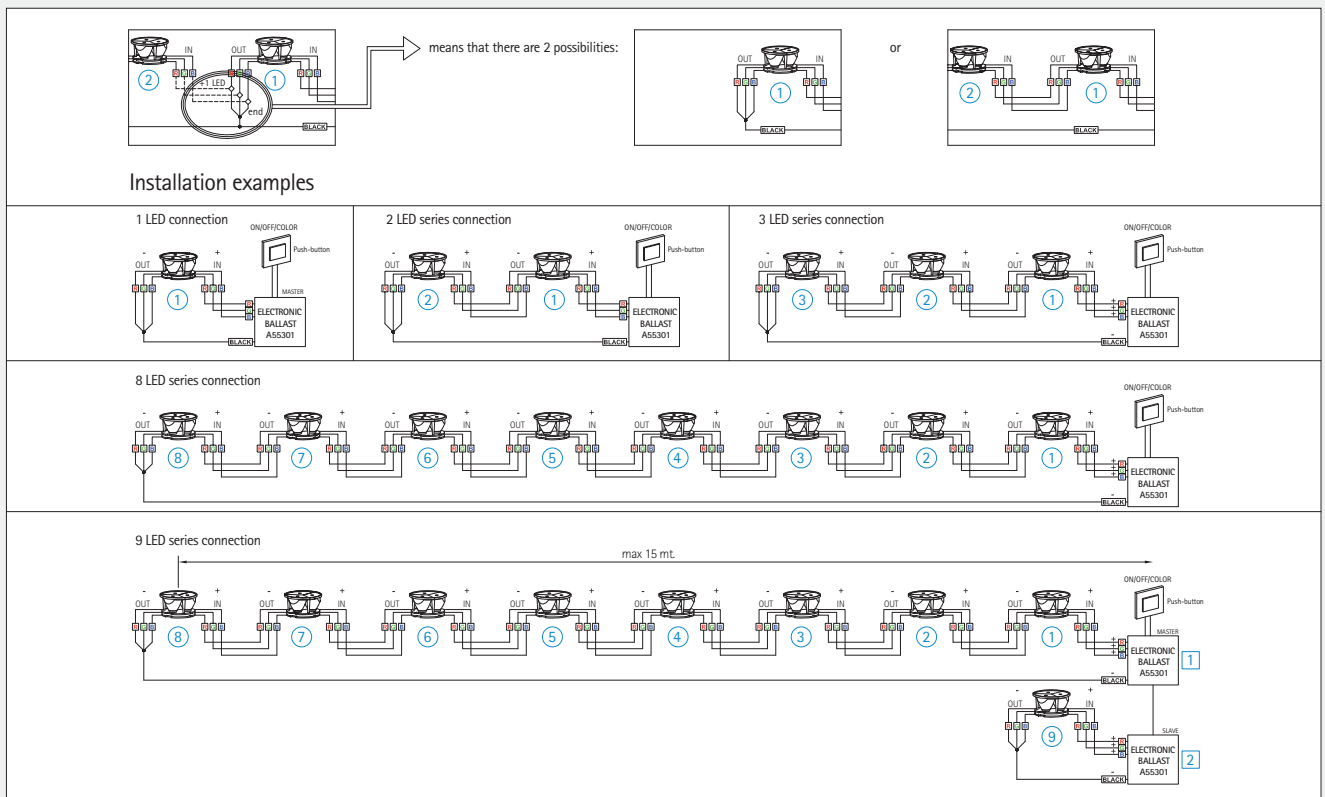 IN OUT IN
R G B R G B R G B
2 1
+1 LED
end
BLACK
means that there are 2 possibilities:
OUT IN
R G B R G B
1
BLACK
or
IN OUT IN
R G B R G B R G B
2 1
BLACK
Installation examples
1 LED connection
ON/OFF/COLOR
Push-button
- +
OUT IN
R G B R G B
1
MASTER
R
G
B
ELECTRONIC
BALLAST
A55301
BLACK
2 LED series connection
ON/OFF/COLOR
Push-button
- + - +
OUT IN OUT IN
R G B R G B R G B R G B
2 1
R
G
B
ELECTRONIC
BALLAST
A55301
BLACK
3 LED series connection
ON/OFF/COLOR
Push-button
- + - + - +
OUT IN OUT IN OUT IN
R G B R G B R G B R G B R G B R G B
3 2 1
+ R
+ G
+ B
ELECTRONIC
BALLAST
A55301
-
BLACK
8 LED series connection
ON/OFF/COLOR
Push-button
- + - + - + - + - + - + - + - +
OUT IN OUT IN OUT IN OUT IN OUT IN OUT IN OUT IN OUT IN
R G B R G B R G B R G B R G B R G B R G B R G B R G B R G B R G B R G B R G B R G B R G B R G B
8 7 6 5 4 3 2 1
+ R
+ G
+ B
ELECTRONIC
BALLAST
A55301
-
BLACK
9 LED series connection
max 15 mt.
ON/OFF/COLOR
Push-button
- + - + - + - + - + - + - + - +
OUT IN OUT IN OUT IN OUT IN OUT IN OUT IN OUT IN OUT IN
R G B R G B R G B R G B R G B R G B R G B R G B R G B R G B R G B R G B R G B R G B R G B R G B
8 7 6 5 4 3 2 1
MASTER
+ R
+ G
+ B
ELECTRONIC
BALLAST
A55301
1
-
BLACK
- +
OUT IN
R G B R G B
9
SLAVE
+ R
+ G
+ B
ELECTRONIC
BALLAST
A55301
2
-
BLACK